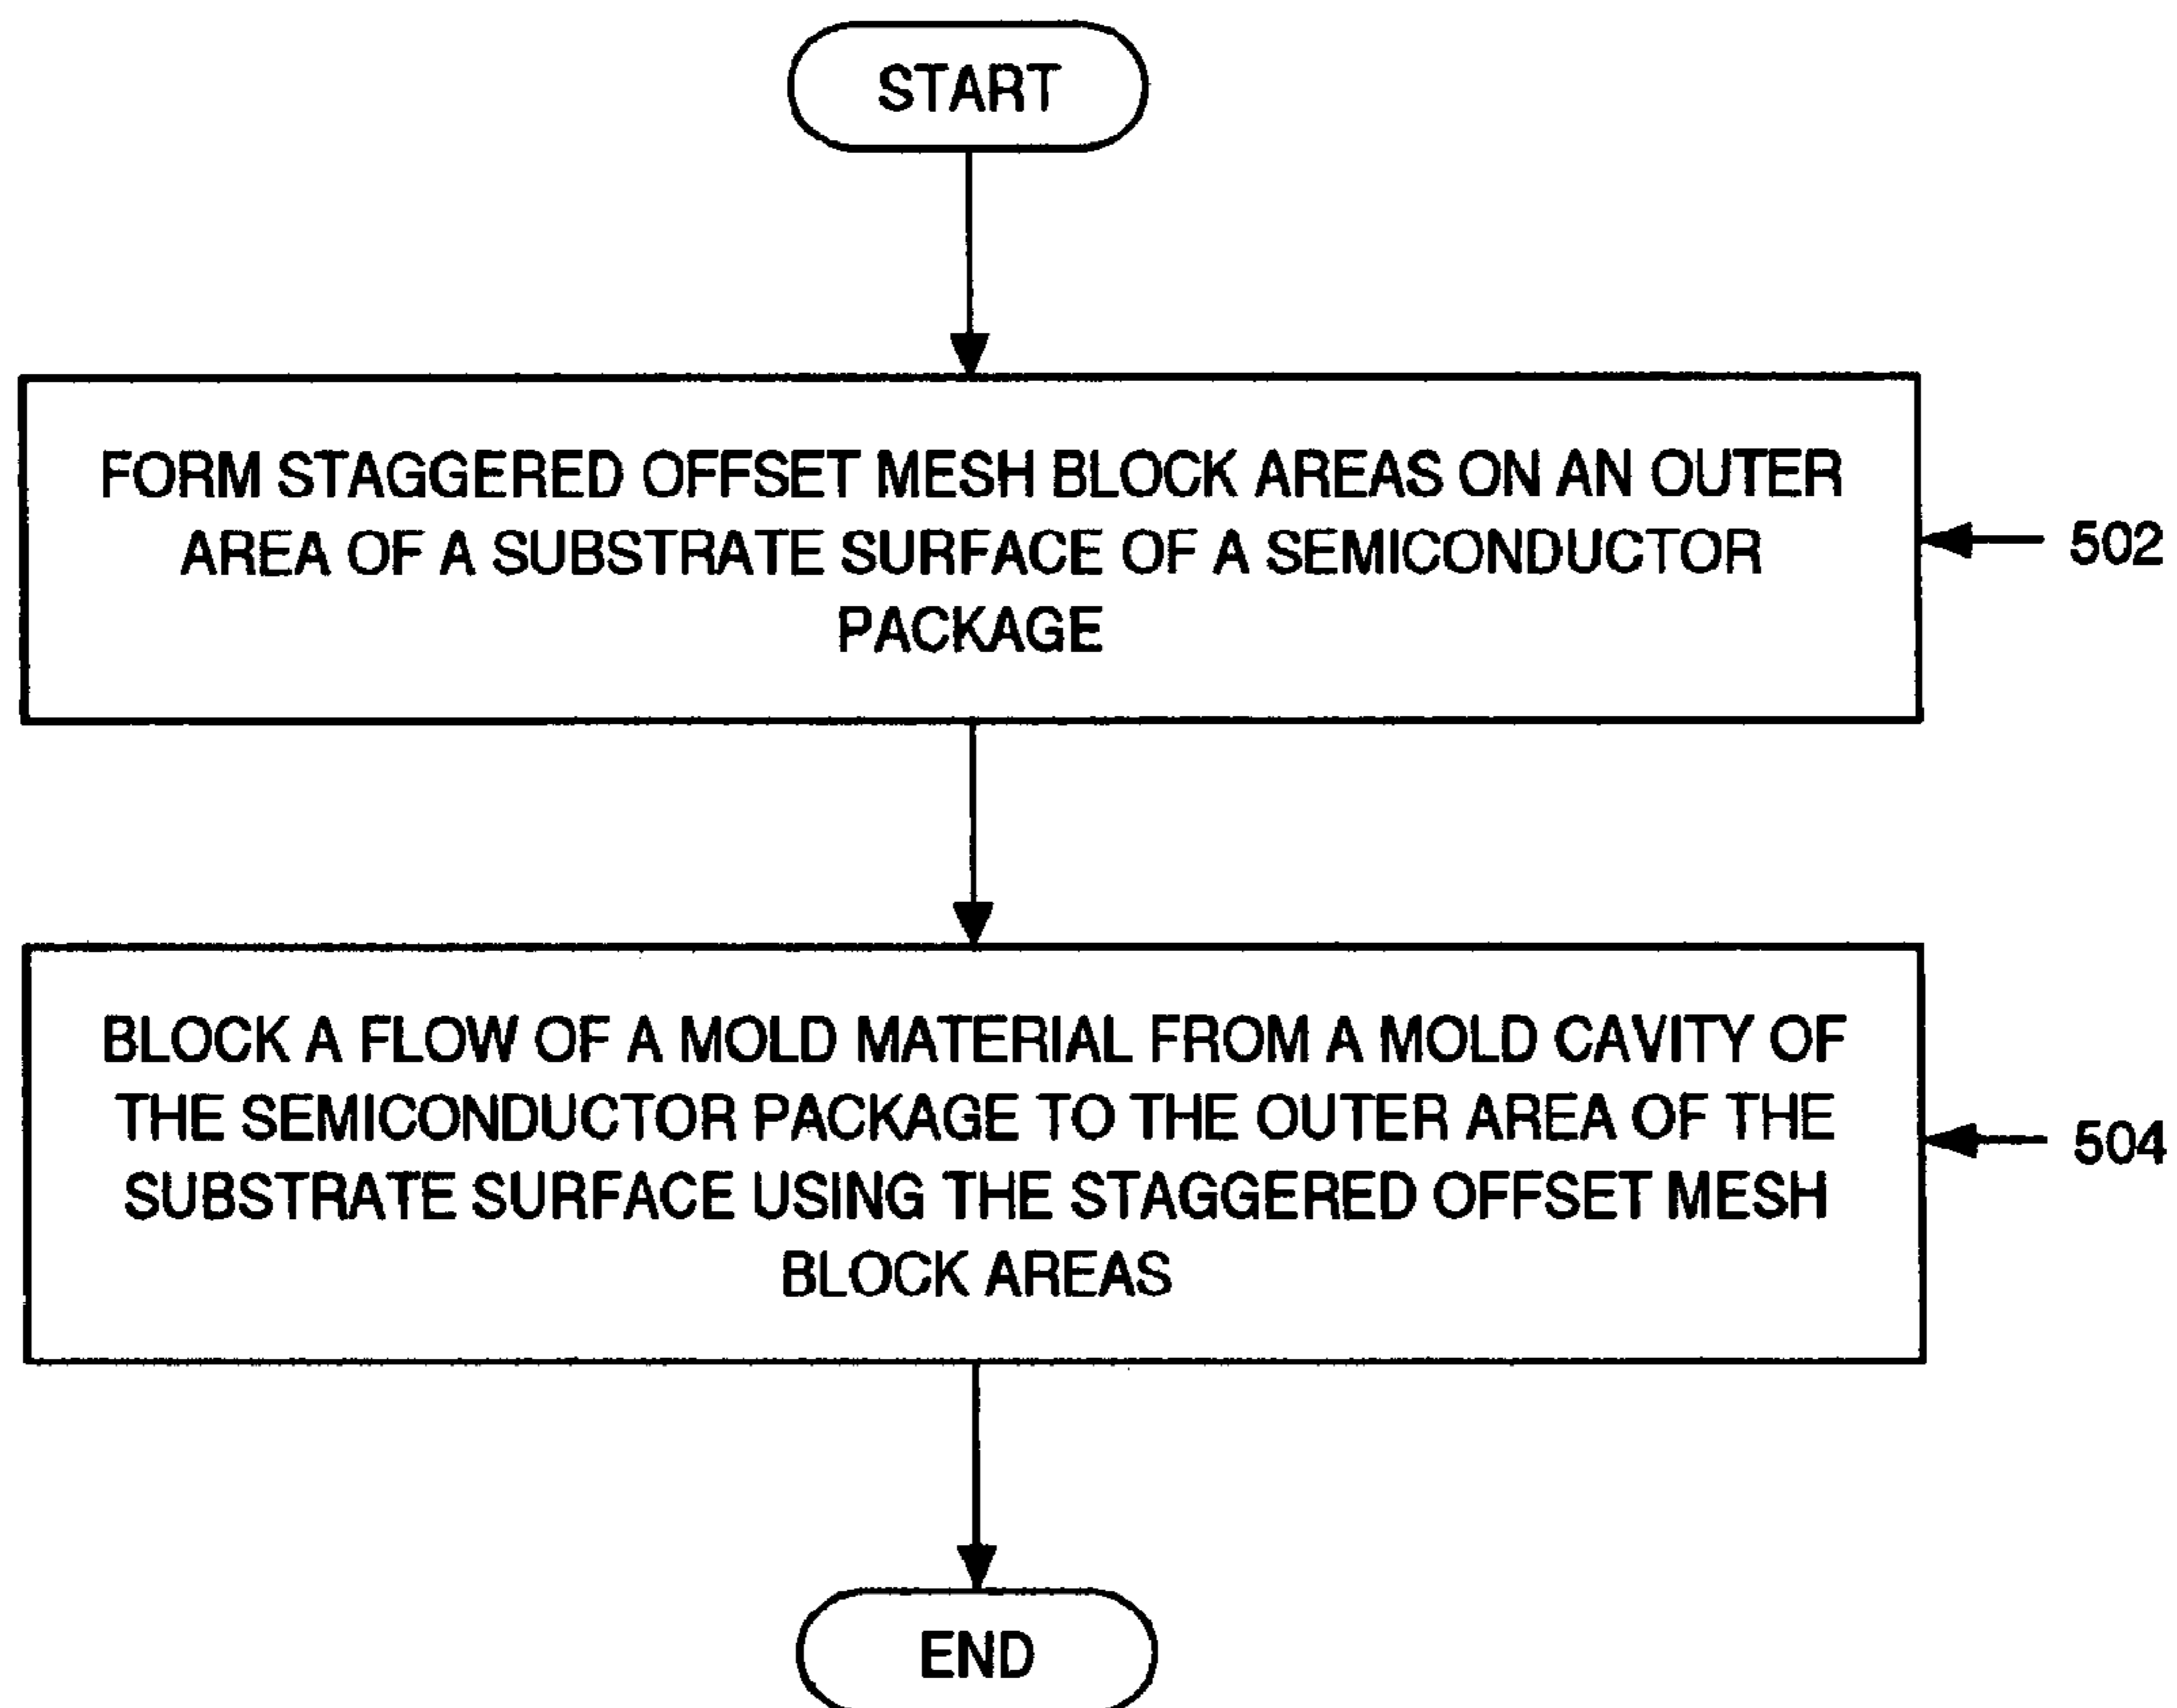 START
FORM STAGGERED OFFSET MESH BLOCK AREAS ON AN OUTER
AREA OF A SUBSTRATE SURFACE OF A SEMICONDUCTOR
PACKAGE
502
BLOCK A FLOW OF A MOLD MATERIAL FROM A MOLD CAVITY OF
THE SEMICONDUCTOR PACKAGE TO THE OUTER AREA OF THE
SUBSTRATE SURFACE USING THE STAGGERED OFFSET MESH
BLOCK AREAS
504
END